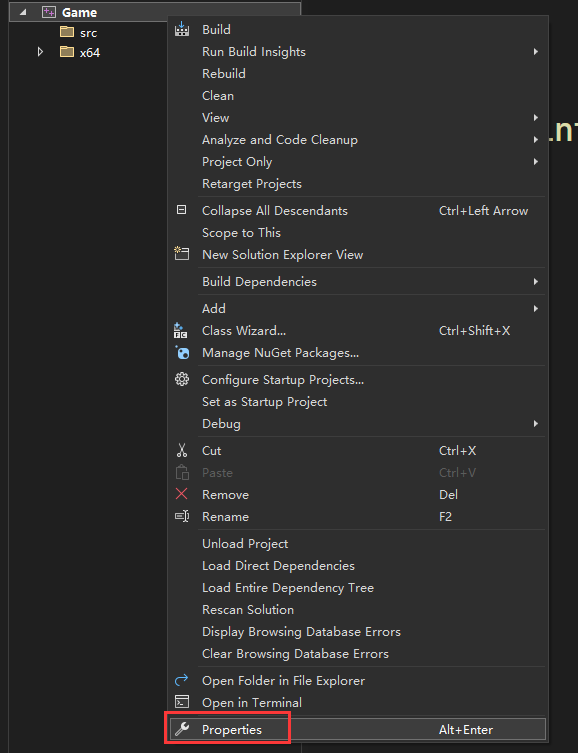 Game
src
x64
Build
Run Build Insights
Rebuild
Clean
View
Analyze and Code Cleanup
Project Only
Retarget Projects
Collapse All Descendants Ctrl+Left Arrow
Scope to This
New Solution Explorer View
Build Dependencies
Add
Class Wizard... Ctrl+Shift+X
Manage NuGet Packages...
Configure Startup Projects...
Set as Startup Project
Debug
Cut Ctrl+X
Paste Ctrl+V
Remove Del
Rename F2
Unload Project
Load Direct Dependencies
Load Entire Dependency Tree
Rescan Solution
Display Browsing Database Errors
Clear Browsing Database Errors
Open Folder in File Explorer
Open in Terminal
Properties Alt+Enter